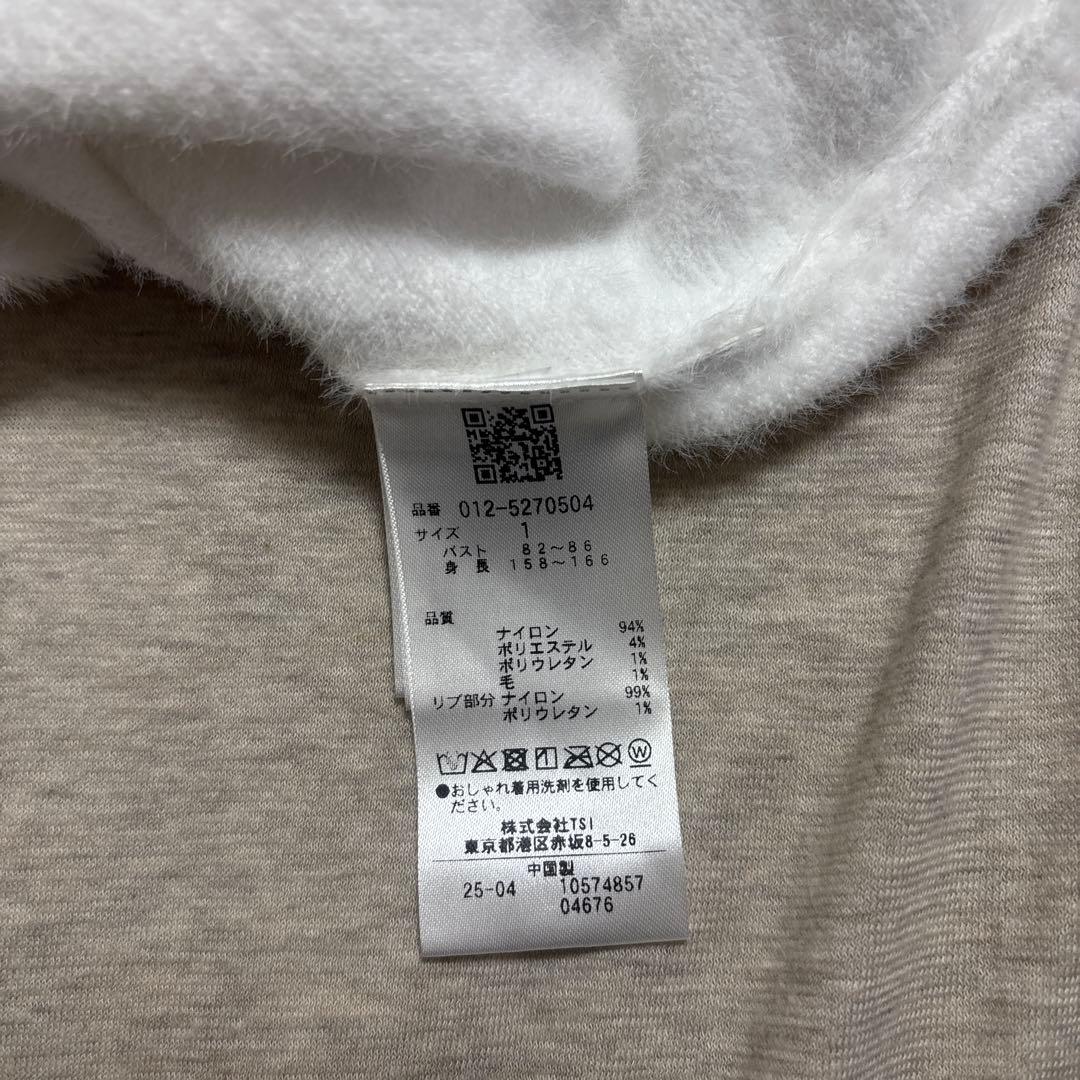 品番 012-5270504
サイズ 1
バスト 82～86
身長 158～166
品質
ナイロン 94%
ポリエステル 4%
ポリウレタン 1%
毛 1%
リブ部分 ナイロン 99%
ポリウレタン 1%
●おしゃれ着用洗剤を使用してく
ださい。
株式会社TSI
東京都港区赤坂8-5-26
中国製
25-04 10574857
04676